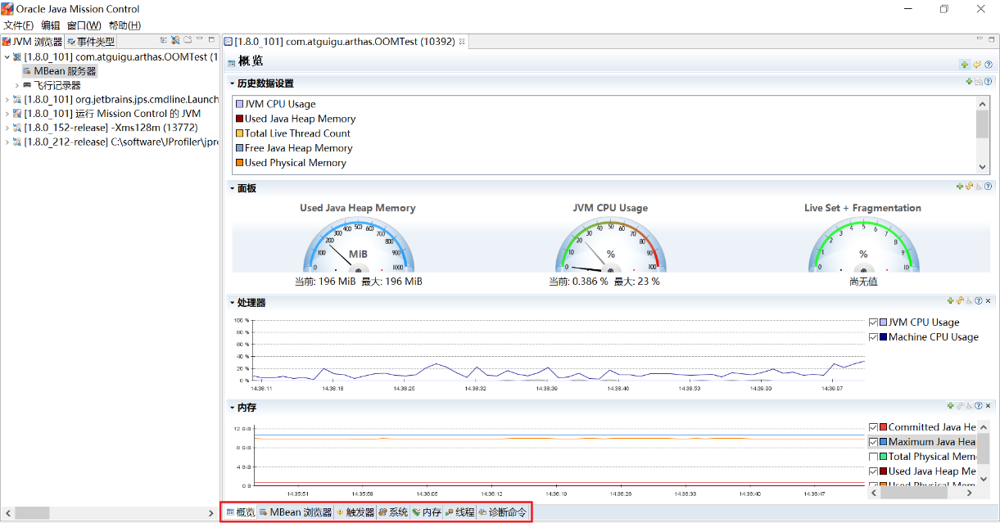 Oracle Java Mission Control
文件(F) 编辑 窗口(W) 帮助(H)
JVM 浏览器 事件类型
[1.8.0_101] com.atguigu.arthas.OOMTest (1
MBean 服务器
飞行记录器
[1.8.0_101] org.jetbrains.jps.cmdline.Launch
[1.8.0_101] 运行 Mission Control 的 JVM
[1.8.0_152-release] -Xms128m (13772)
[1.8.0_212-release] C:\software\JProfiler\jpr
[1.8.0_101] com.atguigu.arthas.OOMTest (10392)
概览
历史数据设置
JVM CPU Usage
Used Java Heap Memory
Total Live Thread Count
Free Java Heap Memory
Used Physical Memory
面板
Used Java Heap Memory
0 100 200 300 400 500 600 700 800 900 1000
MiB
当前: 196 MiB 最大: 196 MiB
JVM CPU Usage
0 10 20 30 40 50 60 70 80 90 100
%
当前: 0.386 % 最大: 23 %
Live Set + Fragmentation
0 1 2 3 4 5 6 7 8 9 10
%
尚无值
处理器
100 %
80 %
60 %
40 %
20 %
0 %
14:38:11 14:38:18 14:38:25 14:38:32 14:38:39 14:38:46 14:38:53 14:39:00 14:39:07
JVM CPU Usage
Machine CPU Usage
内存
12 GiB
8 GiB
4 GiB
0 B
14:35:51 14:35:58 14:36:05 14:36:12 14:36:19 14:36:26 14:36:33 14:36:40 14:36:47
Committed Java He
Maximum Java Hea
Total Physical Mem
Used Java Heap Me
Used Physical Mem
概览 MBean 浏览器 触发器 系统 内存 线程 诊断命令